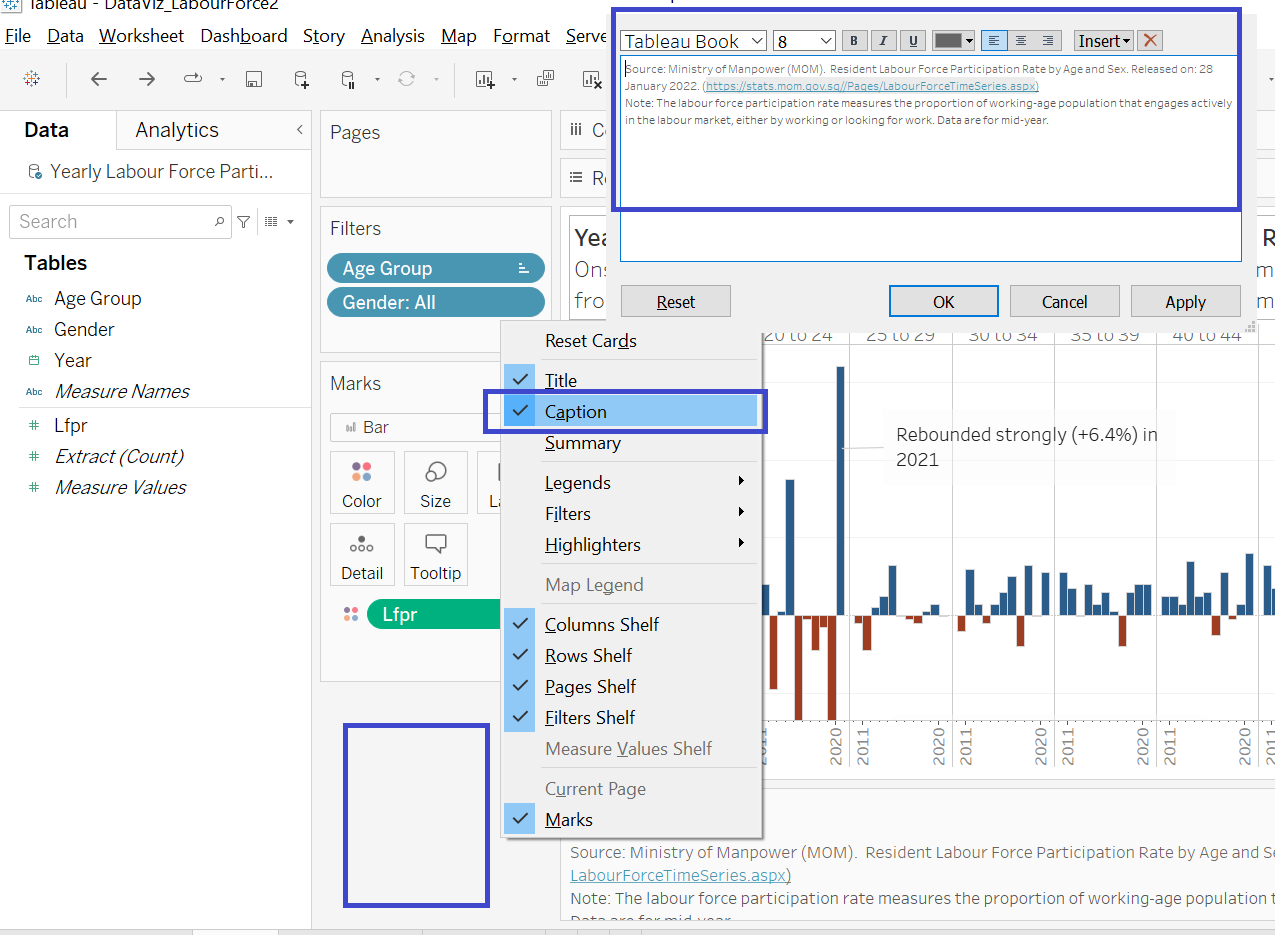 Tableau - DataViz_LabourForce2
File Data Worksheet Dashboard Story Analysis Map Format Serve
Data
Analytics
Yearly Labour Force Parti...
Search
Tables
Abc Age Group
Abc Gender
Year
Abc Measure Names
# Lfpr
# Extract (Count)
# Measure Values
Pages
Filters
Age Group
Gender: All
Marks
Bar
Color
Size
Detail
Tooltip
Lfpr
Tableau Book
8
B I U
Insert
Source: Ministry of Manpower (MOM).  Resident Labour Force Participation Rate by Age and Sex. Released on: 28
January 2022. (https://stats.mom.gov.sg//Pages/LabourForceTimeSeries.aspx)
Note: The labour force participation rate measures the proportion of working-age population that engages actively
in the labour market, either by working or looking for work. Data are for mid-year.
Reset
OK
Cancel
Apply
Reset Cards
Title
Caption
Summary
Legends
Filters
Highlighters
Map Legend
Columns Shelf
Rows Shelf
Pages Shelf
Filters Shelf
Measure Values Shelf
Current Page
Marks
20 to 24 25 to 29 30 to 34 35 to 39 40 to 44
Rebounded strongly (+6.4%) in
2021
2020 2011 2020 2011 2020 2011 2020 2011 2020
Source: Ministry of Manpower (MOM).  Resident Labour Force Participation Rate by Age and
LabourForceTimeSeries.aspx)
Note: The labour force participation rate measures the proportion of working-age population
Data are for mid-year.